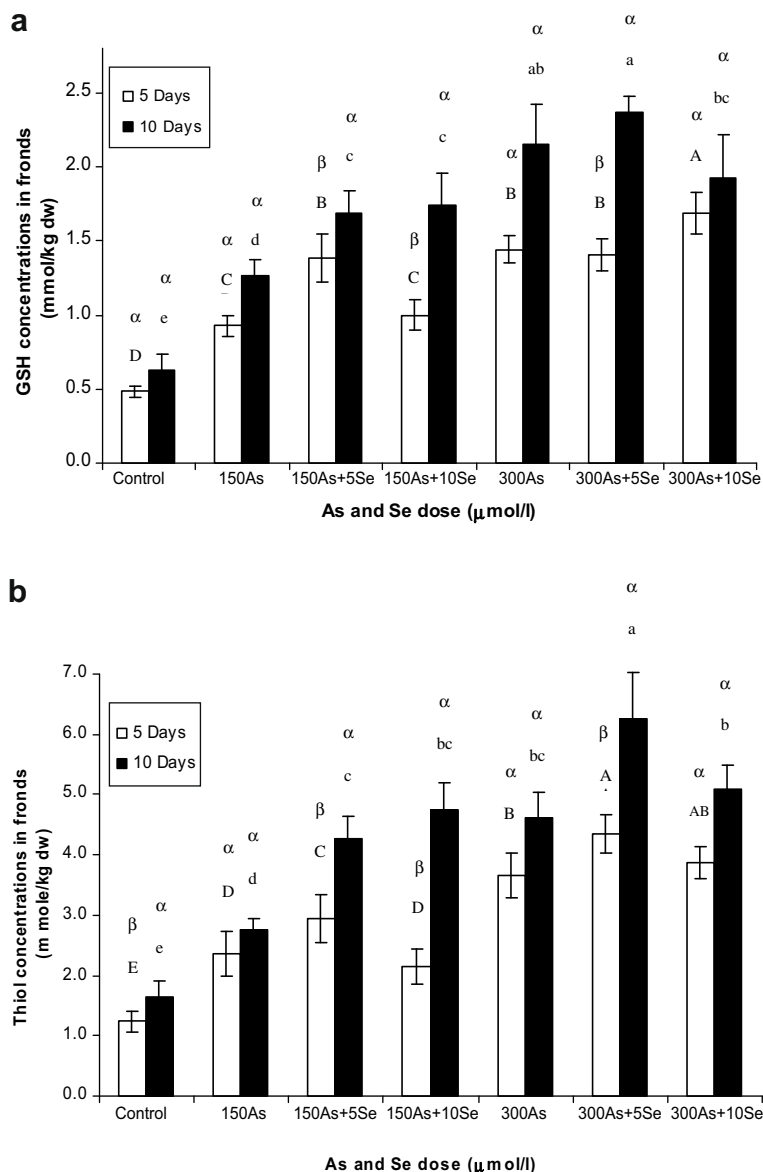 a
GSH concentrations in fronds
(mmol/kg dw)
2.5
2.0
1.5
1.0
0.5
0.0
5 Days
10 Days
α α α α β α β α α α β α α α
D e C d B c C c B ab B a A bc
Control 150As 150As+5Se 150As+10Se 300As 300As+5Se 300As+10Se
As and Se dose (μmol/l)
b
Thiol concentrations in fronds
(m mole/kg dw)
7.0
6.0
5.0
4.0
3.0
2.0
1.0
0.0
5 Days
10 Days
β α α α β α β α α α β α α α
E e D d C c D bc B bc A a AB b
Control 150As 150As+5Se 150As+10Se 300As 300As+5Se 300As+10Se
As and Se dose (μmol/l)